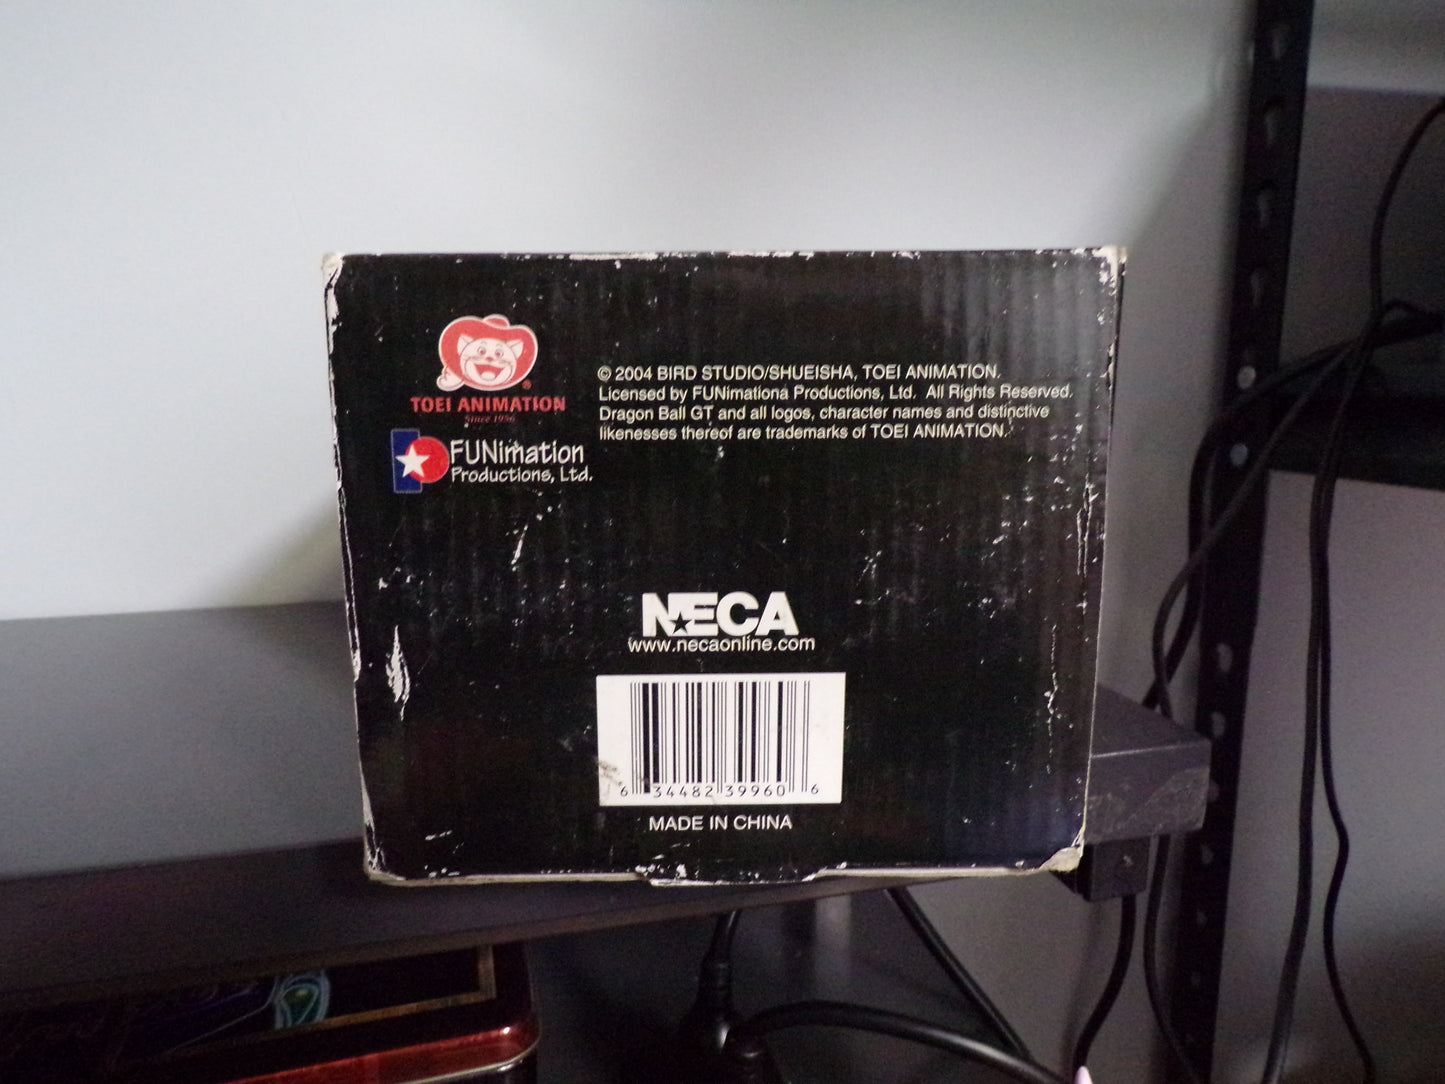 TOEI ANIMATION
Since 1956
FUNimation
Productions, Ltd.
© 2004 BIRD STUDIO/SHUEISHA, TOEI ANIMATION.
Licensed by FUNimationa Productions, Ltd. All Rights Reserved.
Dragon Ball GT and all logos, character names and distinctive
likenesses thereof are trademarks of TOEI ANIMATION.
NECA
www.necaonline.com
6 34482 39960 6
MADE IN CHINA